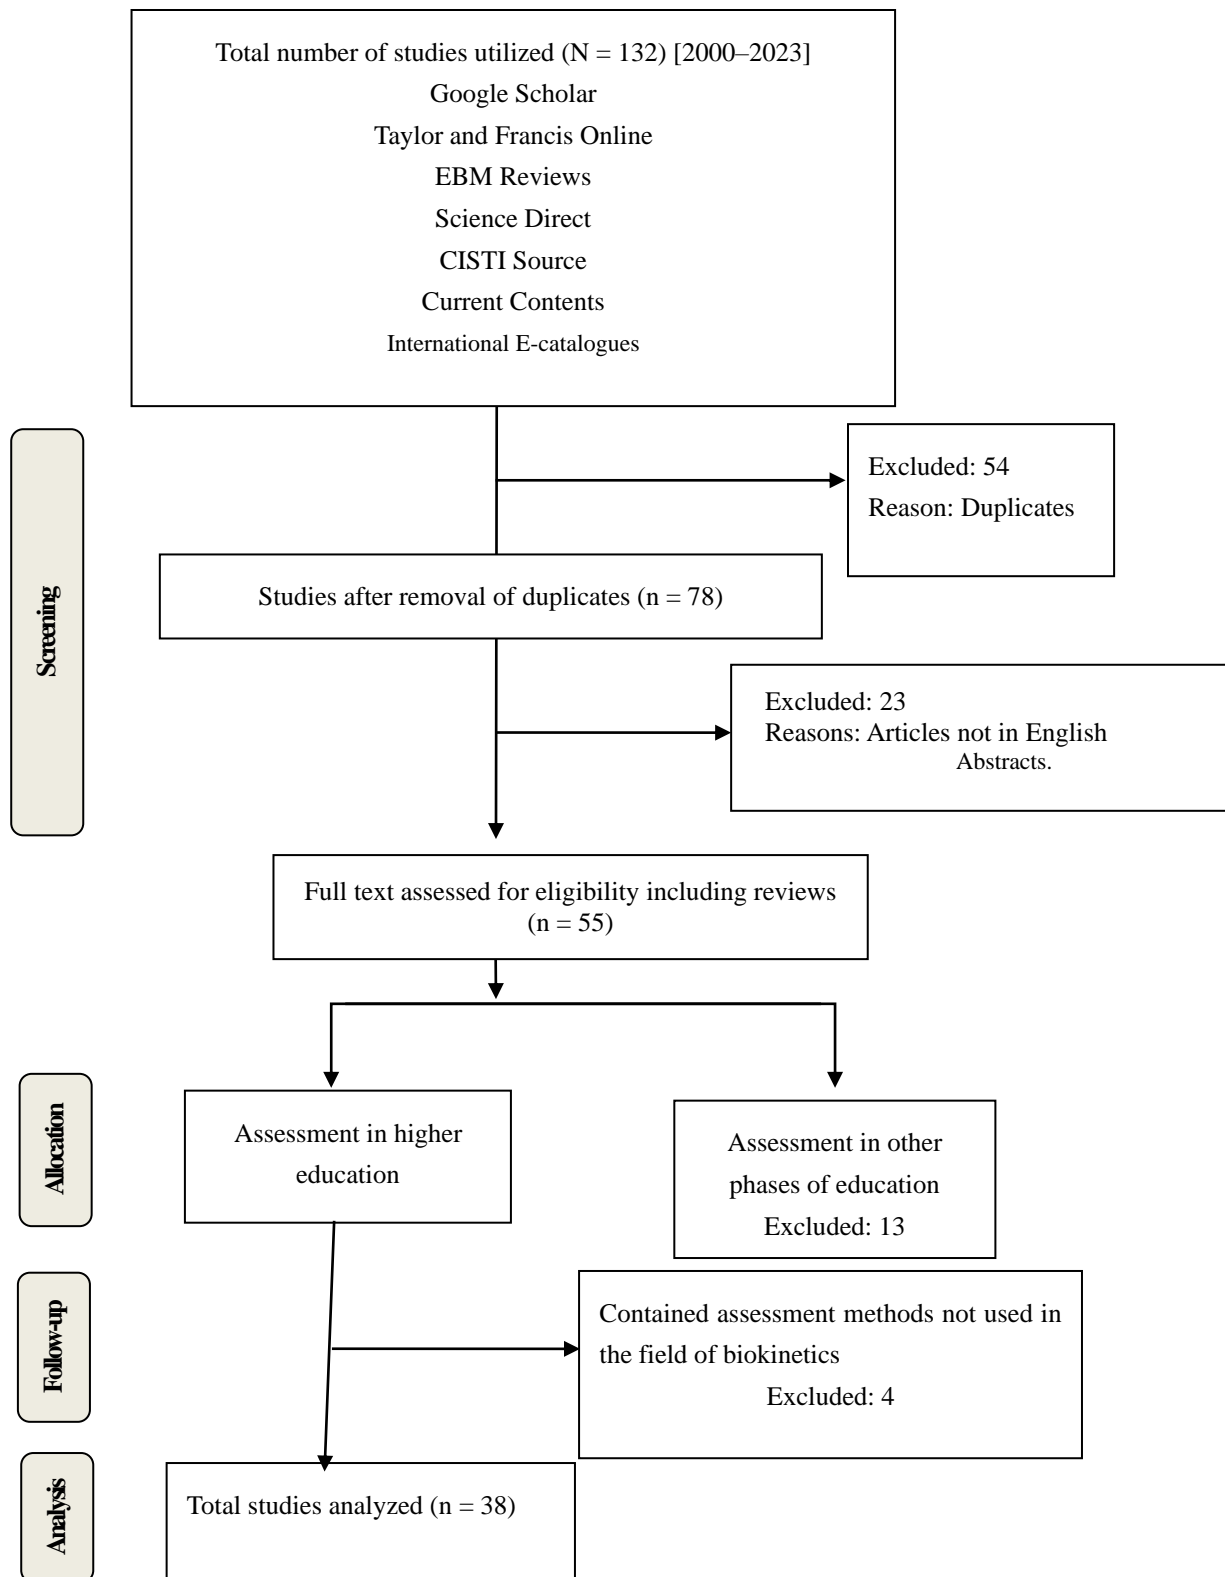 Total number of studies utilized (N = 132) [2000–2023]
Google Scholar
Taylor and Francis Online
EBM Reviews
Science Direct
CISTI Source
Current Contents
International E-catalogues
Excluded: 54
Reason: Duplicates
Screening
Studies after removal of duplicates (n = 78)
Excluded: 23
Reasons: Articles not in English
Abstracts.
Full text assessed for eligibility including reviews
(n = 55)
Allocation
Assessment in higher
education
Assessment in other
phases of education
Excluded: 13
Follow-up
Contained assessment methods not used in
the field of biokinetics
Excluded: 4
Analysis
Total studies analyzed (n = 38)